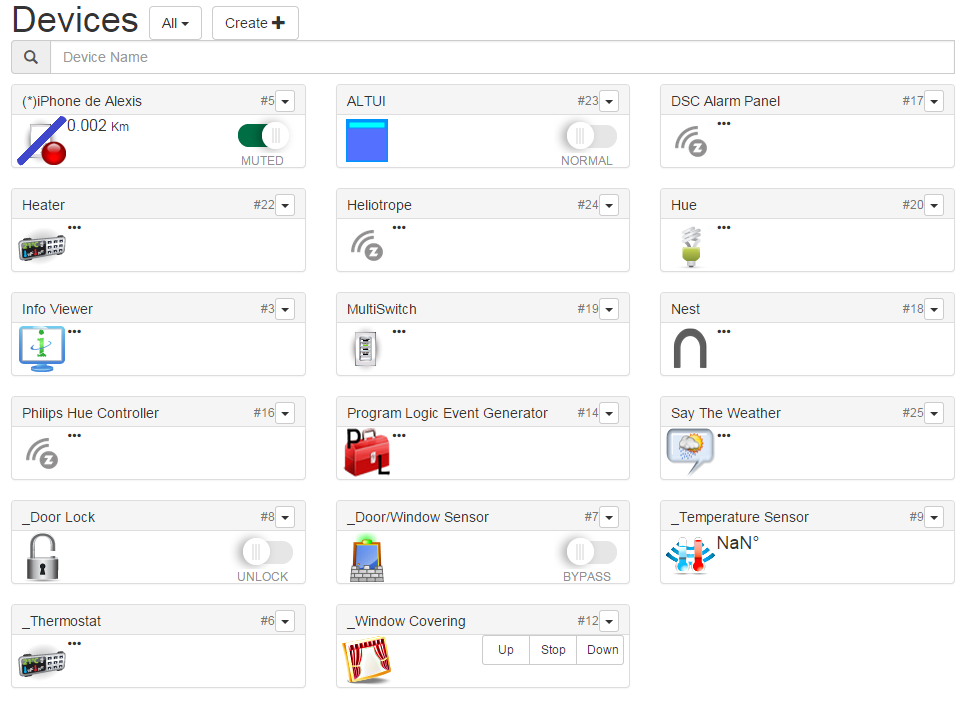 Devices All Create
Device Name
(*)iPhone de Alexis #5
0.002 Km
MUTED
ALTUI #23
NORMAL
DSC Alarm Panel #17
•••
Heater #22
•••
Heliotrope #24
•••
Hue #20
•••
Info Viewer #3
•••
MultiSwitch #19
•••
Nest #18
•••
Philips Hue Controller #16
•••
Program Logic Event Generator #14
•••
P
L
Say The Weather #25
•••
_Door Lock #8
UNLOCK
_Door/Window Sensor #7
BYPASS
_Temperature Sensor #9
NaN°
_Thermostat #6
•••
_Window Covering #12
Up Stop Down